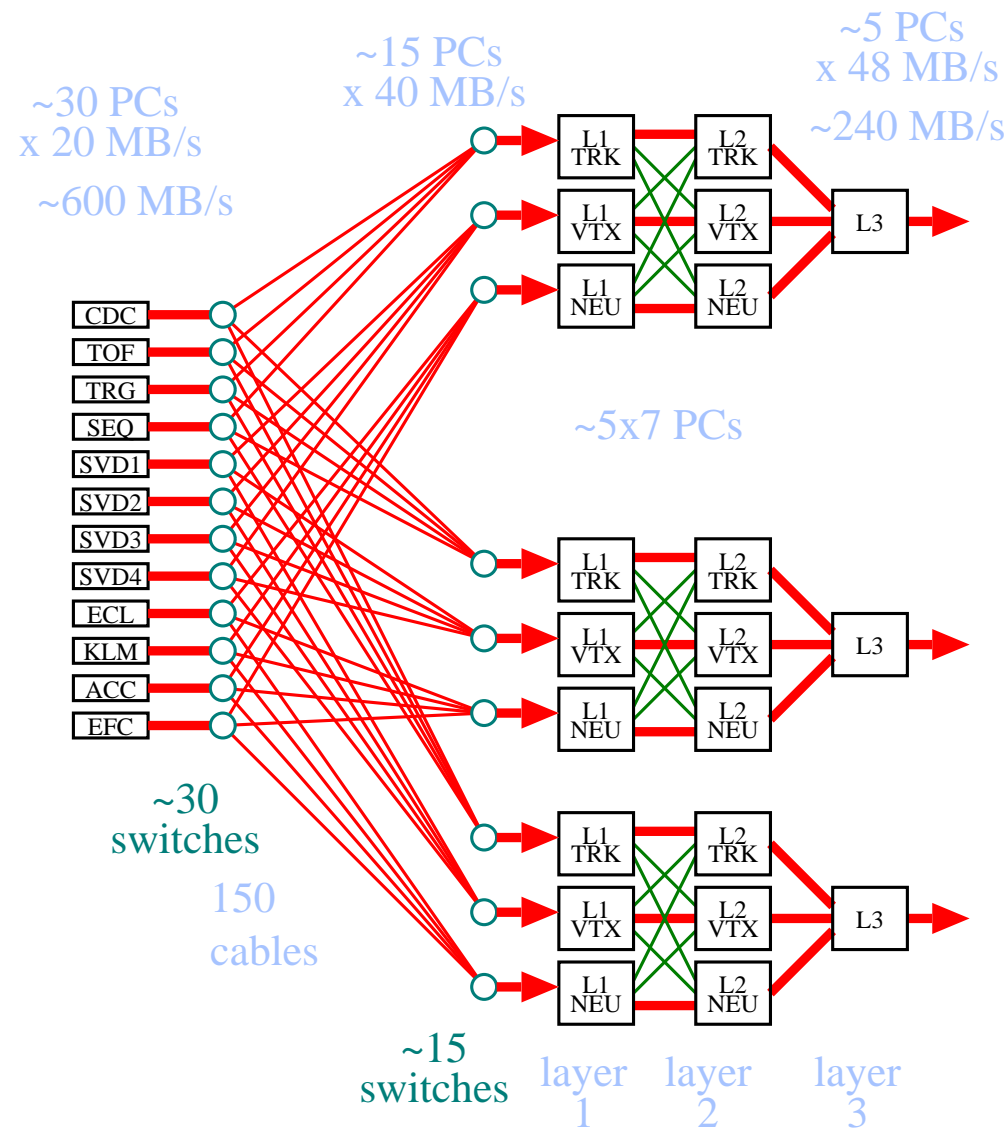 ~15 PCs
x 40 MB/s
~5 PCs
x 48 MB/s
~240 MB/s
~30 PCs
x 20 MB/s
~600 MB/s
L1
TRK
L2
TRK
L1
VTX
L2
VTX
L3
L1
NEU
L2
NEU
CDC
TOF
TRG
SEQ
SVD1
SVD2
SVD3
SVD4
ECL
KLM
ACC
EFC
~5x7 PCs
L1
TRK
L2
TRK
L1
VTX
L2
VTX
L3
L1
NEU
L2
NEU
~30
switches
150
cables
L1
TRK
L2
TRK
L1
VTX
L2
VTX
L3
L1
NEU
L2
NEU
~15
switches
layer
1
layer
2
layer
3